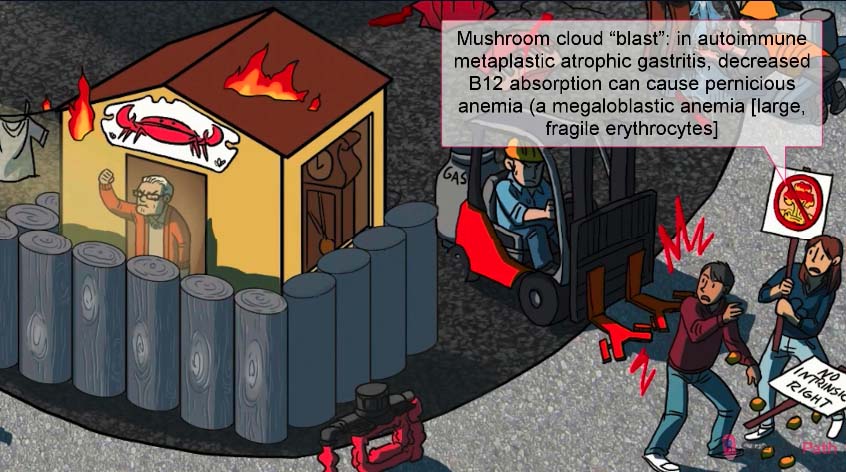 Mushroom cloud “blast”: in autoimmune
metaplastic atrophic gastritis, decreased
B12 absorption can cause pernicious
anemia (a megaloblastic anemia [large,
fragile erythrocytes]
GAS
NO
INTRINSIC
RIGHT
Path